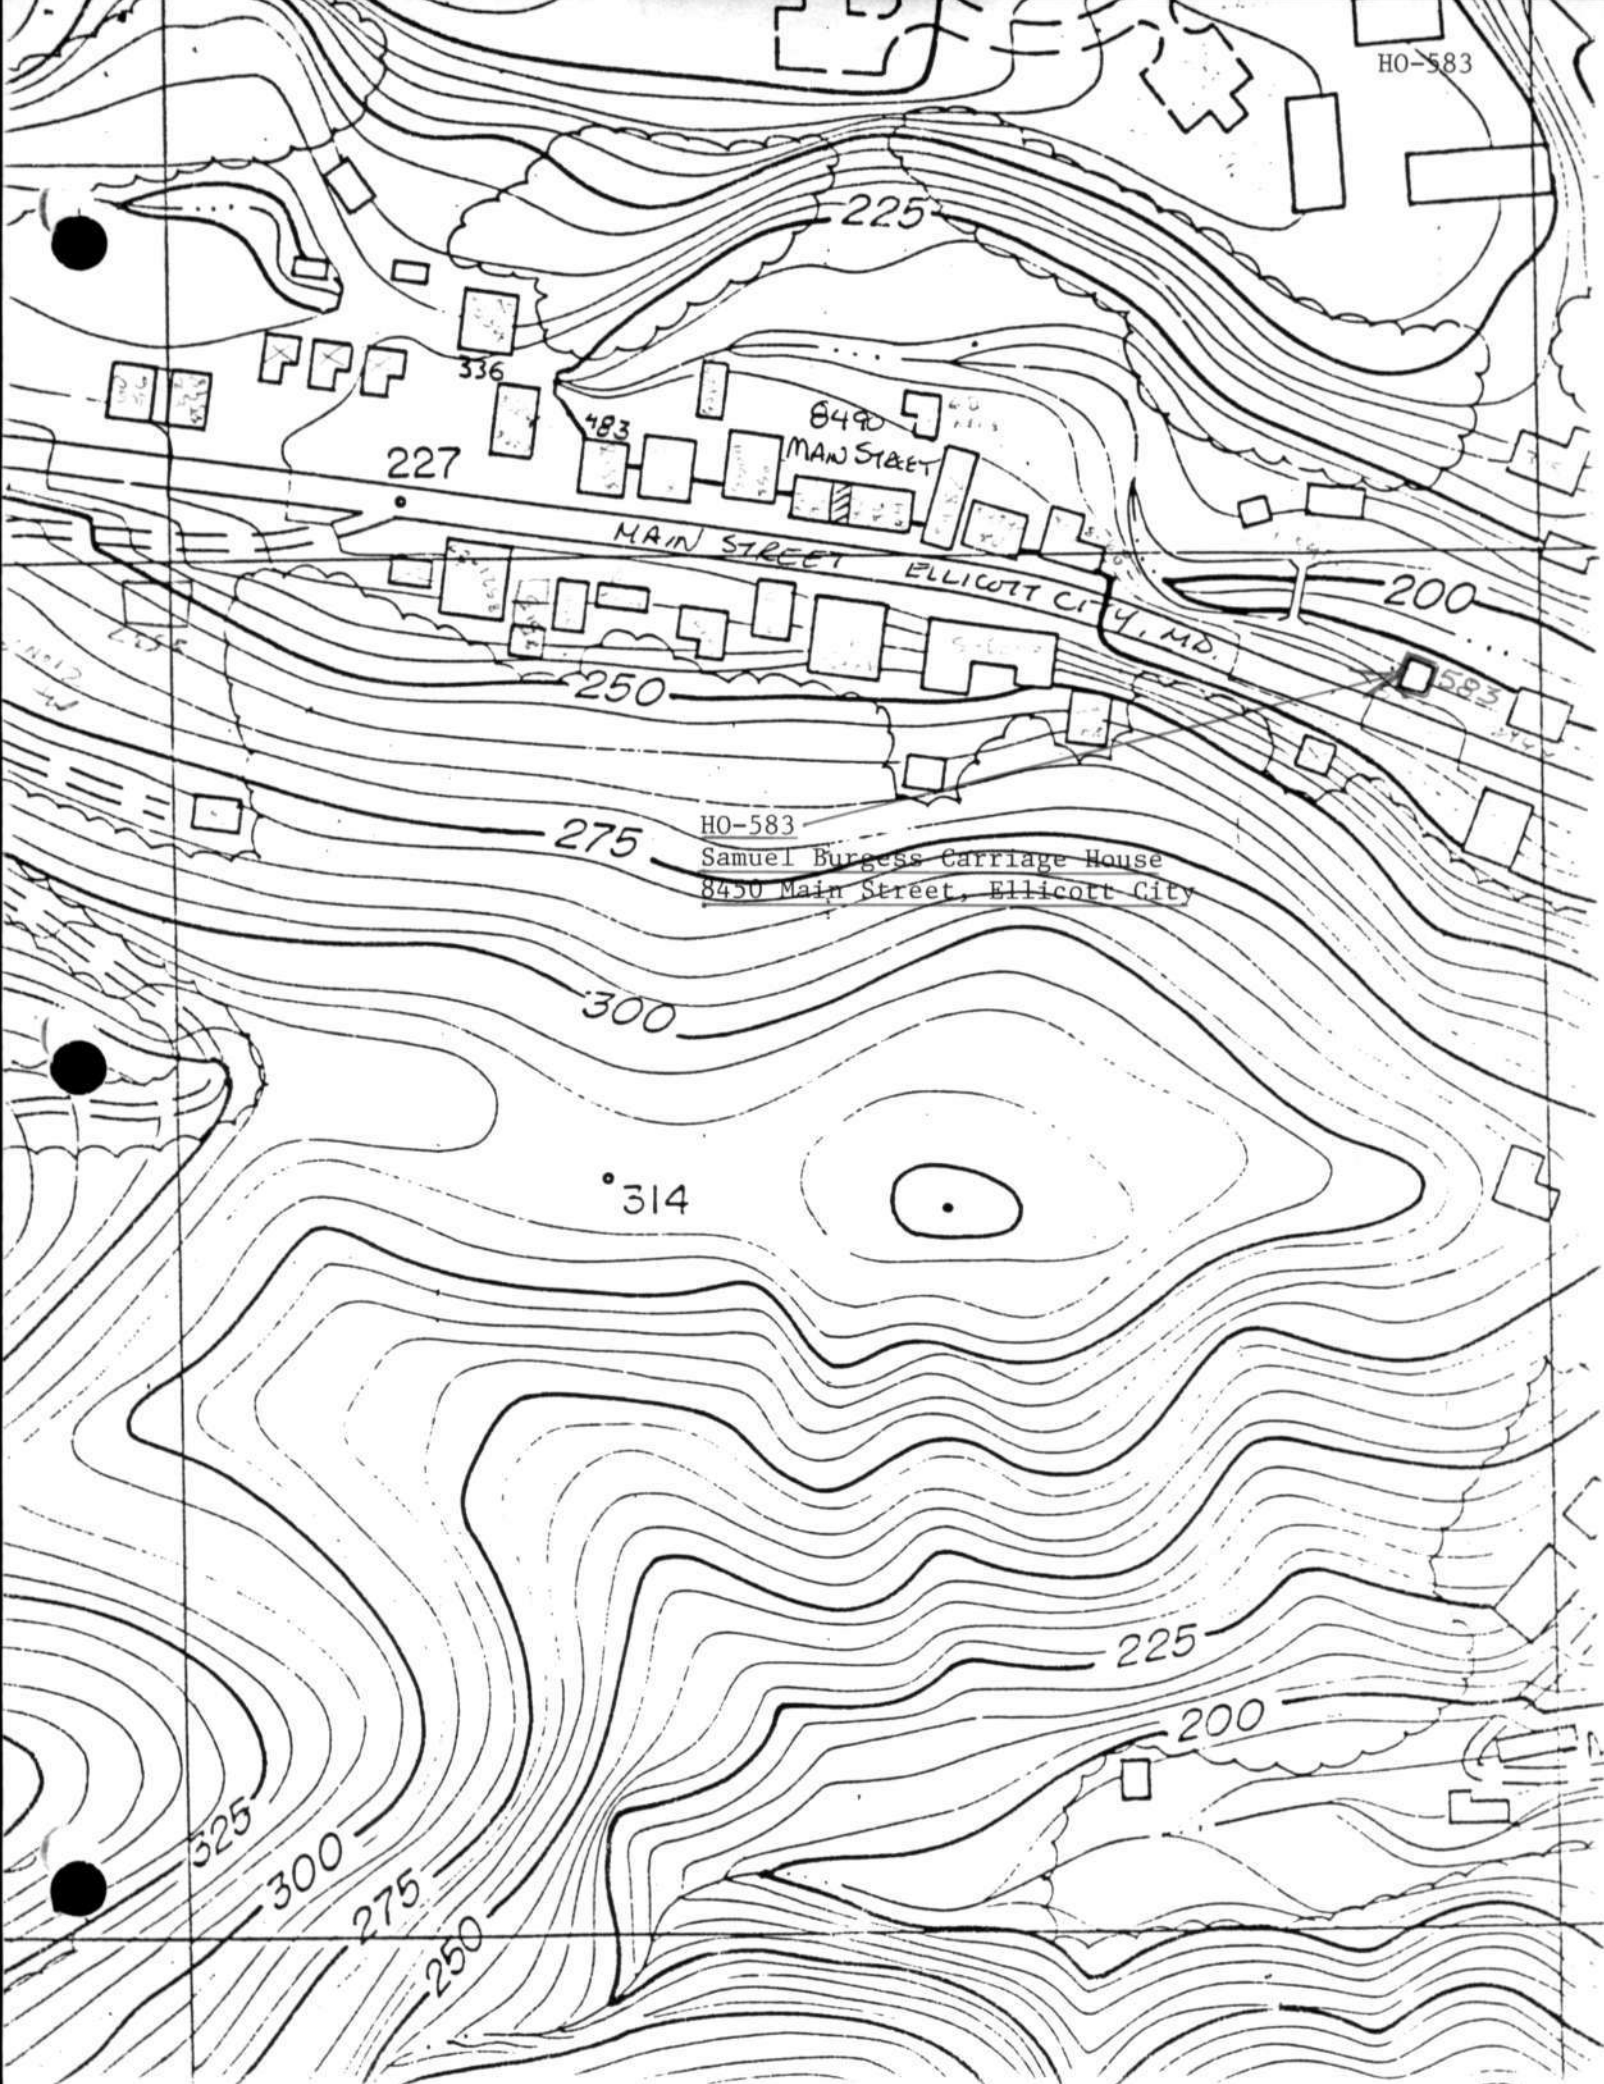 HO-583
225
336
483
8490
MAIN STREET
227
MAIN STREET ELLICOTT CITY, MD.
200
583
250
HO-583
Samuel Burgess Carriage House
8450 Main Street, Ellicott City
275
300
314
225
200
325
300
275
250